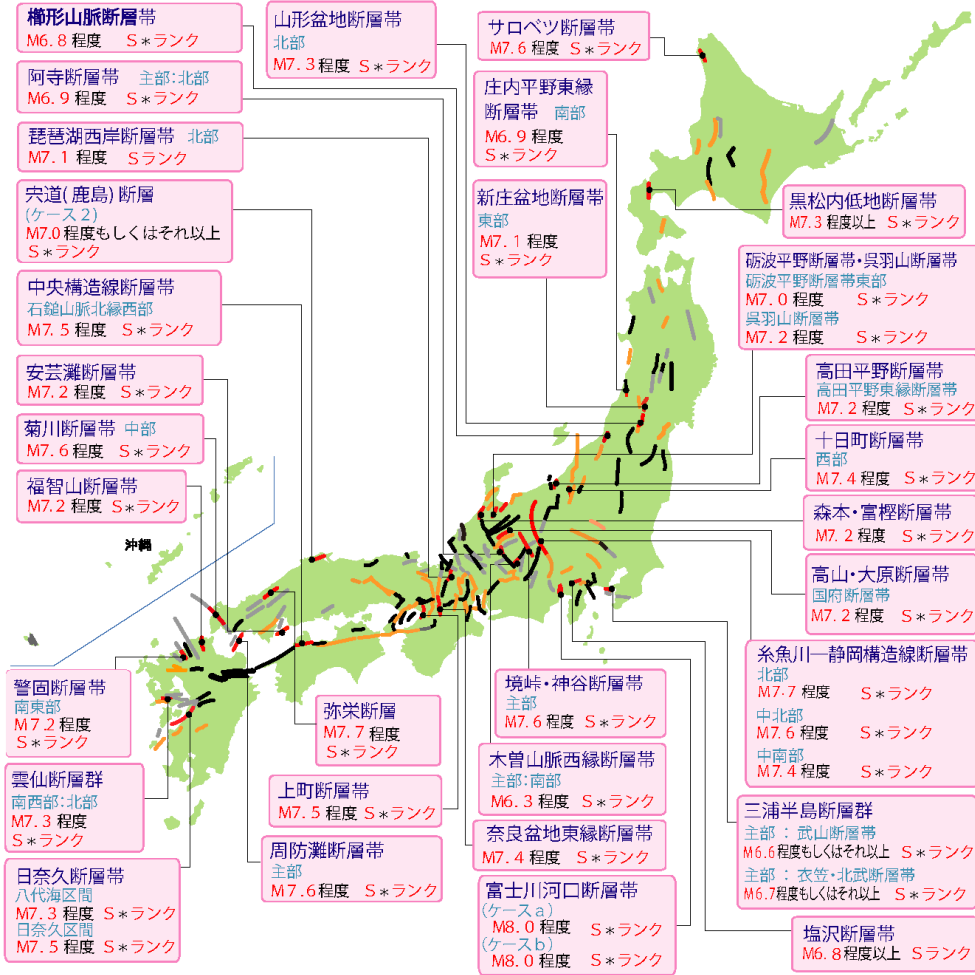 櫛形山脈断層帯
M6.8 程度 S*ランク
阿寺断層帯 主部:北部
M6.9 程度 S*ランク
琵琶湖西岸断層帯 北部
M7.1 程度 Sランク
宍道(鹿島)断層
(ケース2)
M7.0程度もしくはそれ以上
S*ランク
中央構造線断層帯
石鎚山脈北縁西部
M7.5 程度 S*ランク
安芸灘断層帯
M7.2 程度 S*ランク
菊川断層帯 中部
M7.6 程度 S*ランク
福智山断層帯
M7.2 程度 S*ランク
沖縄
警固断層帯
南東部
M7.2程度
S*ランク
雲仙断層群
南西部:北部
M7.3 程度
S*ランク
日奈久断層帯
八代海区間
M7.3 程度 S*ランク
日奈久区間
M7.5 程度 S*ランク
山形盆地断層帯
北部
M7.3程度 S*ランク
サロベツ断層帯
M7.6 程度 S*ランク
庄内平野東縁
断層帯 南部
M6.9 程度
S*ランク
新庄盆地断層帯
東部
M7.1 程度
S*ランク
黒松内低地断層帯
M7.3 程度以上 S*ランク
砺波平野断層帯・呉羽山断層帯
砺波平野断層帯東部
M7.0 程度 S*ランク
呉羽山断層帯
M7.2 程度 S*ランク
高田平野断層帯
高田平野東縁断層帯
M7.2 程度 S*ランク
十日町断層帯
西部
M7.4 程度 S*ランク
森本・富樫断層帯
M7.2 程度 S*ランク
高山・大原断層帯
国府断層帯
M7.2 程度 S*ランク
糸魚川ー静岡構造線断層帯
北部
M7.7 程度 S*ランク
中北部
M7.6 程度 S*ランク
中南部
M7.4 程度 S*ランク
三浦半島断層群
主部 : 武山断層帯
M6.6程度もしくはそれ以上 S*ランク
主部 : 衣笠・北武断層帯
M6.7程度もしくはそれ以上 S*ランク
塩沢断層帯
M6.8程度以上 S*ランク
弥栄断層
M7.7 程度
S*ランク
上町断層帯
M7.5 程度 S*ランク
周防灘断層帯
主部
M7.6程度 S*ランク
境峠・神谷断層帯
主部
M7.6 程度 S*ランク
木曽山脈西縁断層帯
主部:南部
M6.3 程度 S*ランク
奈良盆地東縁断層帯
M7.4 程度 S*ランク
富士川河口断層帯
(ケースa)
M8.0 程度 S*ランク
(ケースb)
M8.0 程度 S*ランク